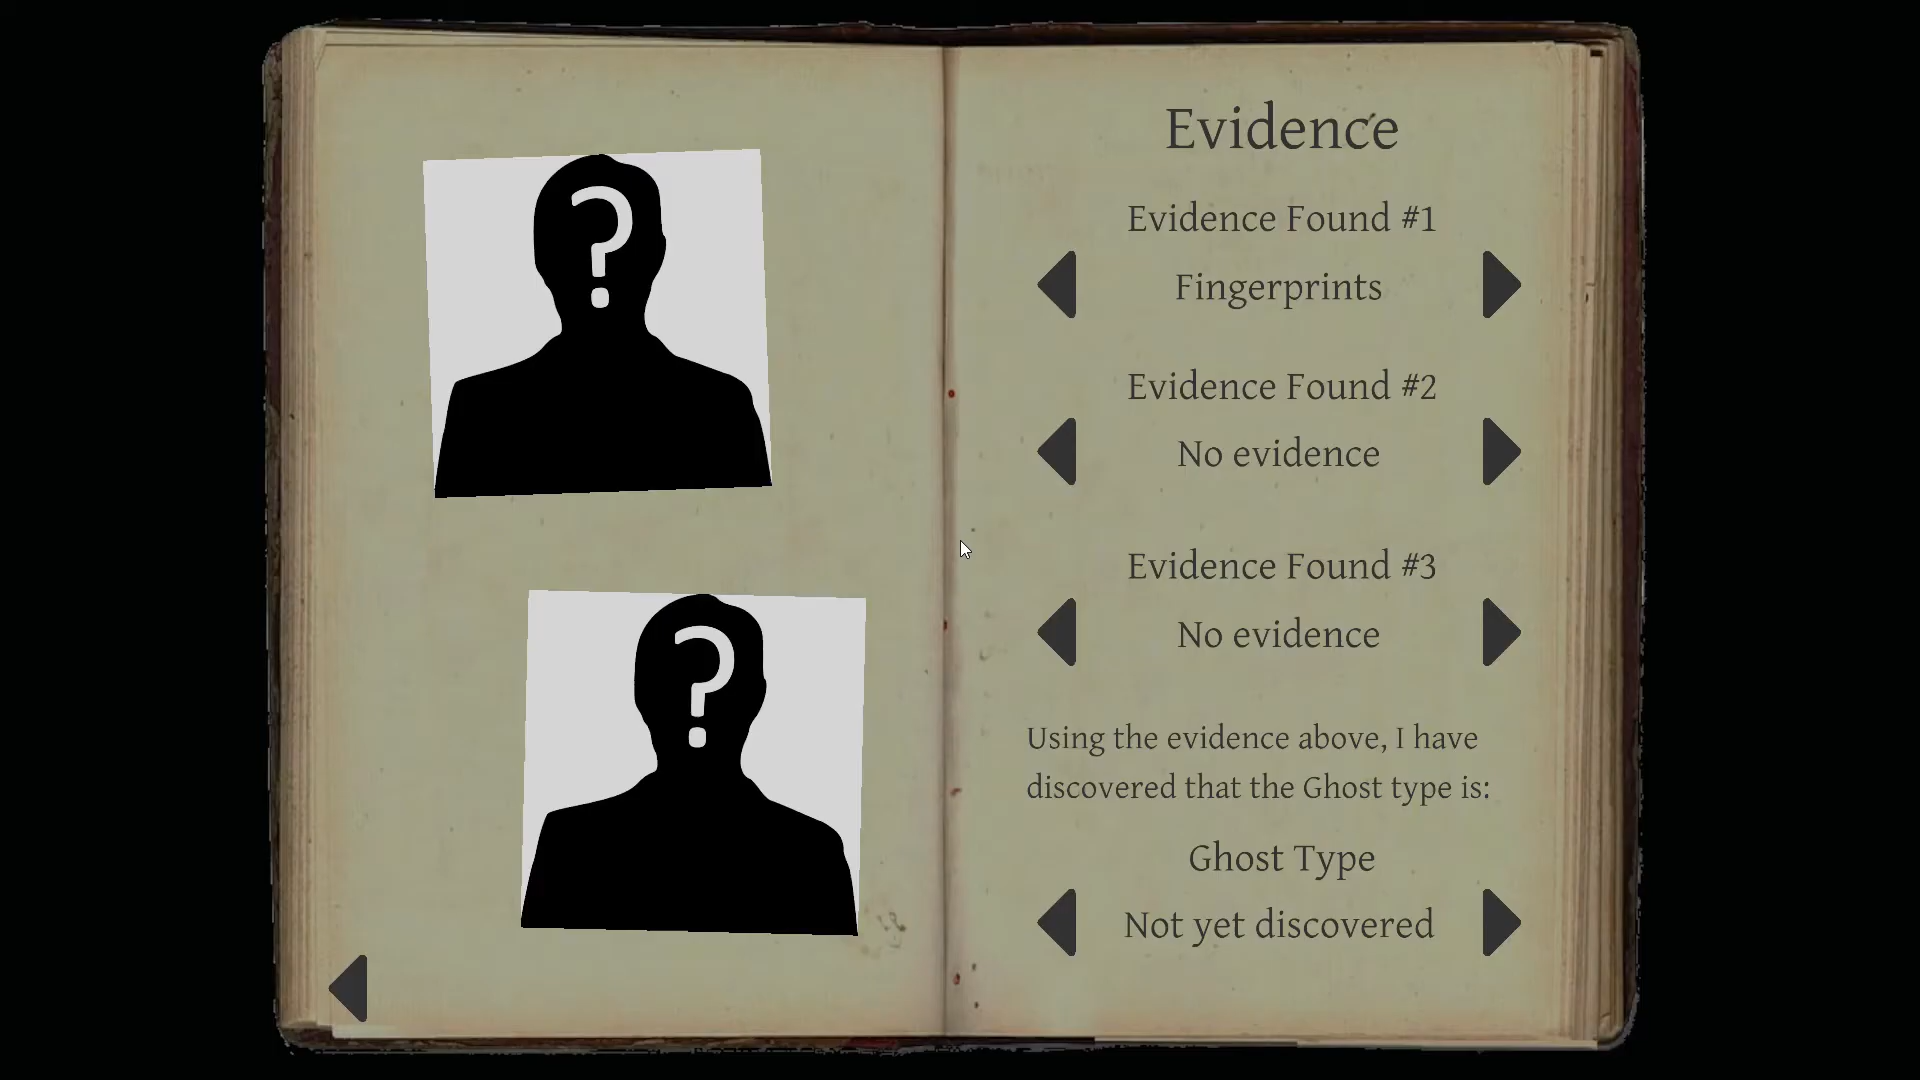 Evidence
Evidence Found #1
Fingerprints
Evidence Found #2
No evidence
Evidence Found #3
No evidence
Using the evidence above, I have
discovered that the Ghost type is:
Ghost Type
Not yet discovered
?
?